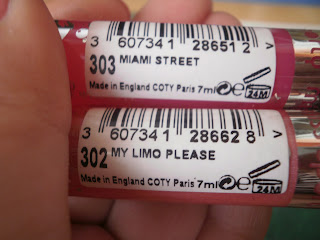 3 607341 286512 >
303 MIAMI STREET
Made in England COTY Paris 7ml e 24M
3 607341 286628 >
302 MY LIMO PLEASE
Made in England COTY Paris 7ml e 24M